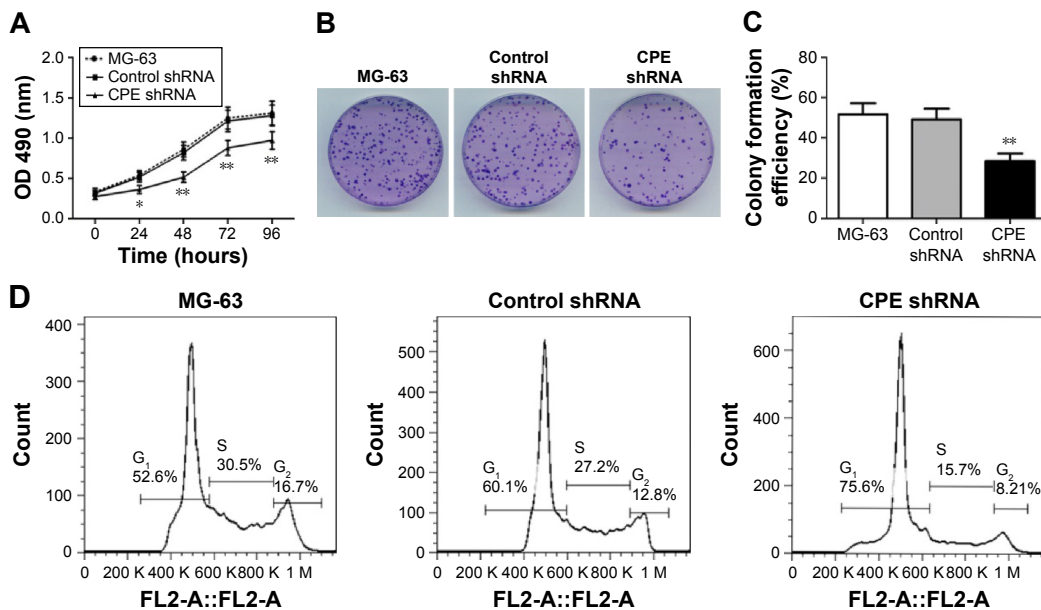 A
2.0
1.5
1.0
0.5
0.0
OD 490 (nm)
MG-63
Control shRNA
CPE shRNA
*
**
**
**
0 24 48 72 96
Time (hours)
B
MG-63
Control
shRNA
CPE
shRNA
C
80
60
40
20
0
Colony formation
efficiency (%)
**
MG-63
Control
shRNA
CPE
shRNA
D
MG-63
400
300
200
100
0
Count
G1
52.6%
S
30.5%
G2
16.7%
0 200 K 400 K 600 K 800 K 1 M
FL2-A::FL2-A
Control shRNA
500
400
300
200
100
0
Count
G1
60.1%
S
27.2%
G2
12.8%
0 200 K 400 K 600 K 800 K 1 M
FL2-A::FL2-A
CPE shRNA
600
400
200
0
Count
G1
75.6%
S
15.7%
G2
8.21%
0 200 K 400 K 600 K 800 K 1 M
FL2-A::FL2-A